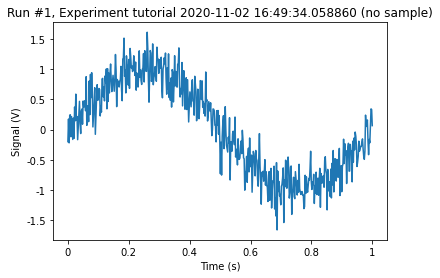 Run #1, Experiment tutorial 2020-11-02 16:49:34.058860 (no sample)
1.5
1
0.5
0
-0.5
-1
-1.5
Signal (V)
0 0.2 0.4 0.6 0.8 1
Time (s)